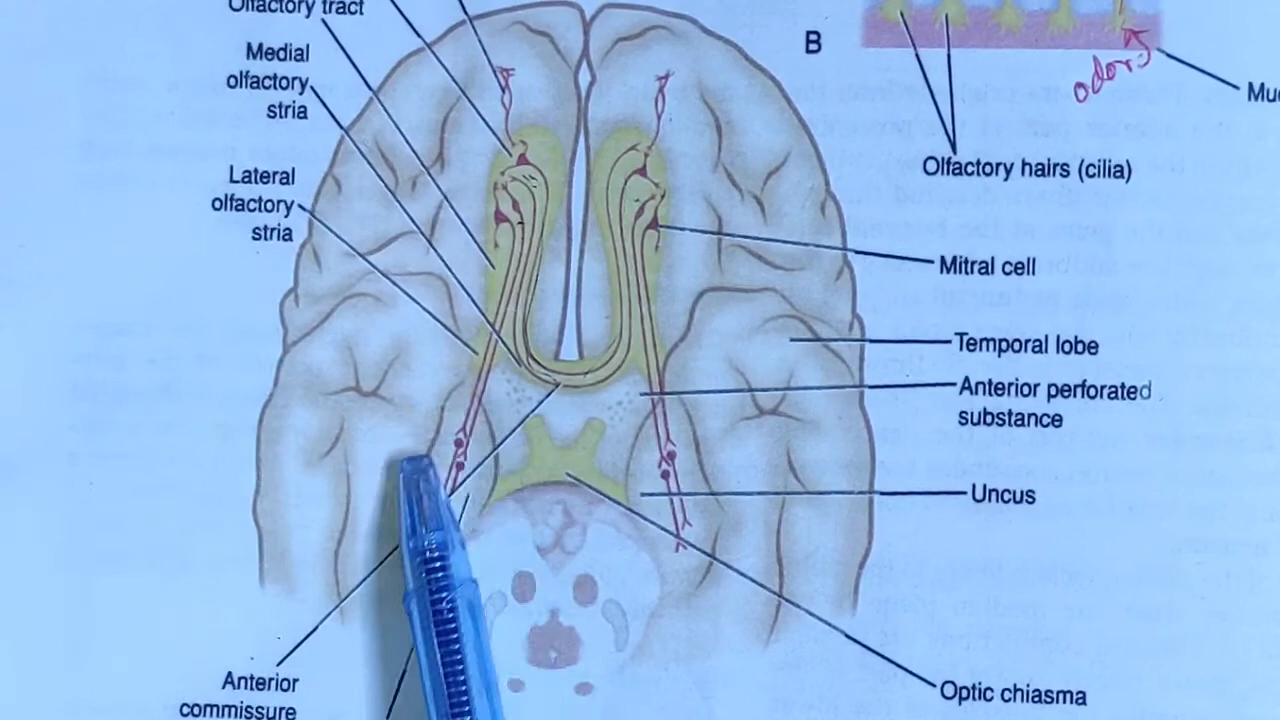 Olfactory tract
Medial
olfactory
stria
Lateral
olfactory
stria
B
odors
Olfactory hairs (cilia)
Mitral cell
Temporal lobe
Anterior perforated
substance
Uncus
Optic chiasma
Anterior
commissure